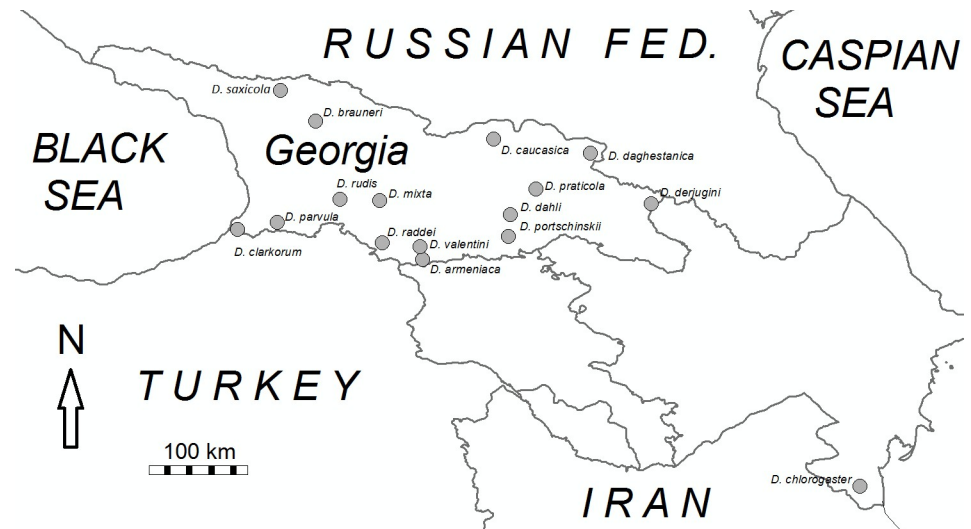 RUSSIAN FED.
CASPIAN
SEA
D. saxicola
D. brauneri
BLACK
SEA
Georgia
D. caucasica
D. daghestanica
D. rudis
D. mixta
D. praticola
D. derjugini
D. parvula
D. dahli
D. portschinskii
D. clarkorum
D. raddei
D. valentini
D. armeniaca
N
TURKEY
100 km
D. chlorogaster
IRAN